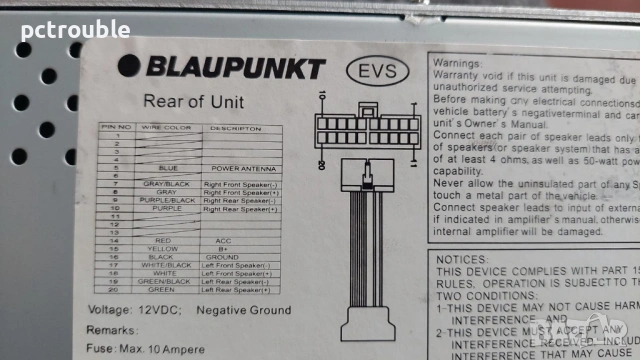 pctrouble
BLAUPUNKT
EVS
Rear of Unit
PIN NO WIRE COLOR DESCRIPTON
1
2
3
4
5 BLUE POWER ANTENNA
6
7 GRAY/BLACK Right Front Speaker(-)
8 GRAY Right Front Speaker(+)
9 PURPLE/BLACK Right Rear Speaker(-)
10 PURPLE Right Rear Speaker(+)
11
12
13
14 RED ACC
15 YELLOW B+
16 BLACK GROUND
17 WHITE/BLACK Left Front Speaker(-)
18 WHITE Left Front Speaker(+)
19 GREEN/BLACK Left Rear Speaker(-)
20 GREEN Left Rear Speaker(+)
Voltage: 12VDC; Negative Ground
Remarks:
Fuse: Max. 10 Ampere
10
1
20
11
Warnings:
Warranty void if this unit is damaged due
unauthorized service attempting.
Before making any electrical connections
vehicle battery's negativeterminal and car
unit's Owner's Manual.
Connect each pair of speaker leads only
of speakers or speaker system that has a
of at least 4 ohms, as well as 50-watt pow
capability.
Never allow the uninsulated part of any S
touch a metal part of the vehicle.
Connect speaker leads to input of externa
if indicated in amplifier's manual, otherwise
internal amplifier will be damaged.
NOTICES:
THIS DEVICE COMPLIES WITH PART 15
RULES, OPERATION IS SUBJECT TO TH
TWO CONDITIONS:
1-THIS DEVICE MAY NOT CAUSE HARM
INTERFERENCE, AND
2-THIS DEVICE MUST ACCEPT ANY
INTERFERENCE RECEIVED, INCLUD
INTERFERENCE THAT MAY CAUSE